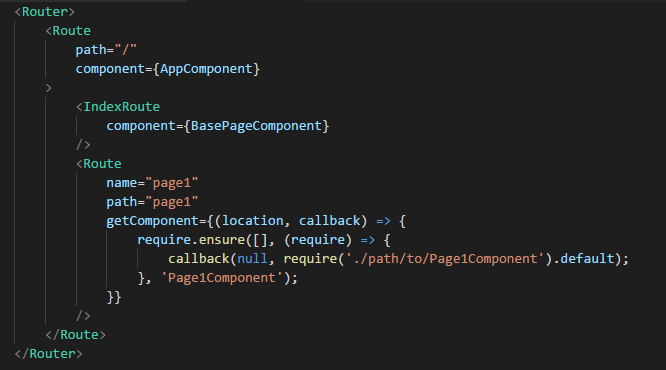 <Router>
    <Route
        path="/"
        component={AppComponent}
    >
        <IndexRoute
            component={BasePageComponent}
        />
        <Route
            name="page1"
            path="page1"
            getComponent={(location, callback) => {
                require.ensure([], (require) => {
                    callback(null, require('./path/to/Page1Component').default);
                }, 'Page1Component');
            }}
        />
    </Route>
</Router>